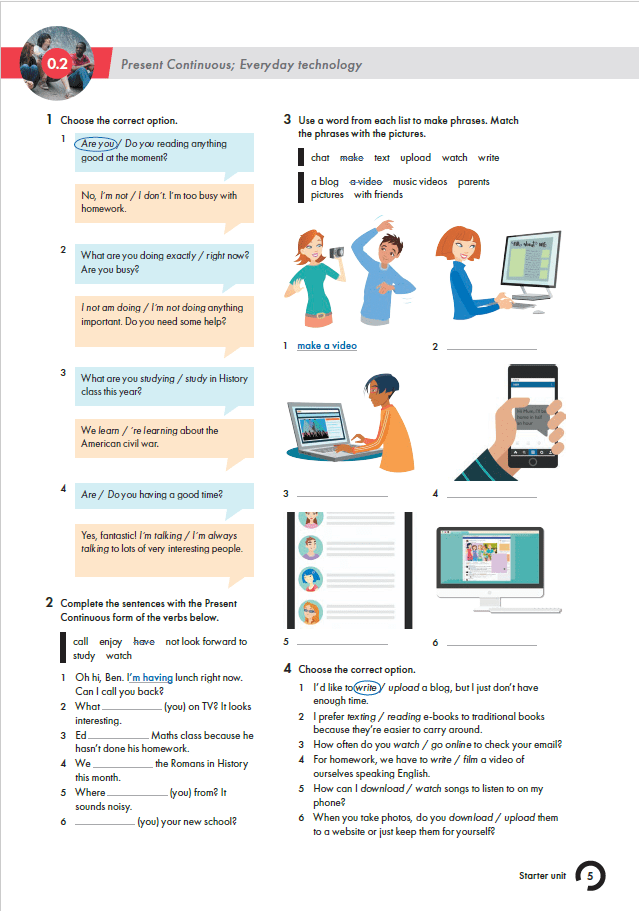 0.2
Present Continuous; Everyday technology
1 Choose the correct option.
1 Are you / Do you reading anything
good at the moment?
No, I'm not / I don't. I'm too busy with
homework.
2 What are you doing exactly / right now?
Are you busy?
I not am doing / I'm not doing anything
important. Do you need some help?
3 What are you studying / study in History
class this year?
We learn / 're learning about the
American civil war.
4 Are / Do you having a good time?
Yes, fantastic! I'm talking / I'm always
talking to lots of very interesting people.
2 Complete the sentences with the Present
Continuous form of the verbs below.
call enjoy have not look forward to
study watch
1 Oh hi, Ben. I'm having lunch right now.
Can I call you back?
2 What ____________ (you) on TV? It looks
interesting.
3 Ed ____________ Maths class because he
hasn't done his homework.
4 We ____________ the Romans in History
this month.
5 Where ____________ (you) from? It
sounds noisy.
6 ____________ (you) your new school?
3 Use a word from each list to make phrases. Match
the phrases with the pictures.
chat make text upload watch write
a blog a video music videos parents
pictures with friends
1 make a video
2 ____________
3 ____________
4 ____________
5 ____________
6 ____________
4 Choose the correct option.
1 I'd like to write / upload a blog, but I just don't have
enough time.
2 I prefer texting / reading e-books to traditional books
because they're easier to carry around.
3 How often do you watch / go online to check your email?
4 For homework, we have to write / film a video of
ourselves speaking English.
5 How can I download / watch songs to listen to on my
phone?
6 When you take photos, do you download / upload them
to a website or just keep them for yourself?
Starter unit 5